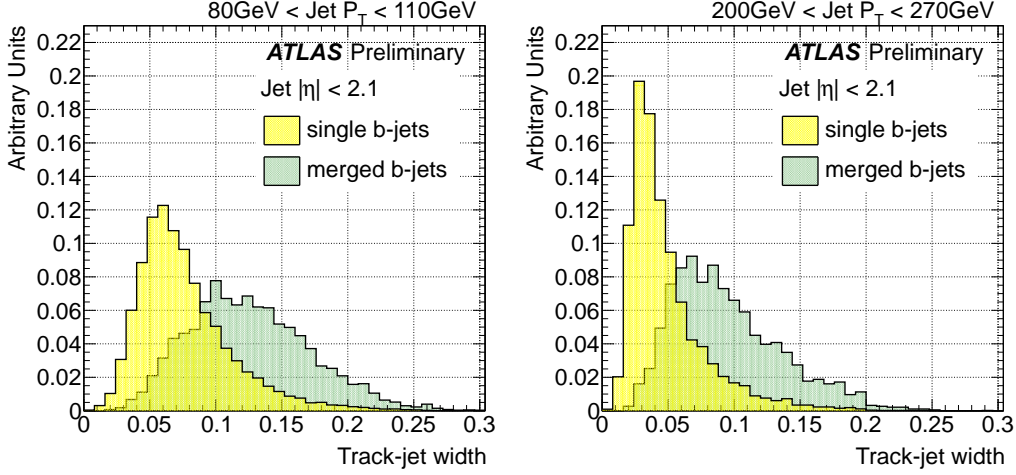 80GeV < Jet P_T < 110GeV
Arbitrary Units
0.22
0.2
0.18
0.16
0.14
0.12
0.1
0.08
0.06
0.04
0.02
0
ATLAS Preliminary
Jet |η| < 2.1
single b-jets
merged b-jets
0 0.05 0.1 0.15 0.2 0.25 0.3
Track-jet width
200GeV < Jet P_T < 270GeV
Arbitrary Units
0.22
0.2
0.18
0.16
0.14
0.12
0.1
0.08
0.06
0.04
0.02
0
ATLAS Preliminary
Jet |η| < 2.1
single b-jets
merged b-jets
0 0.05 0.1 0.15 0.2 0.25 0.3
Track-jet width